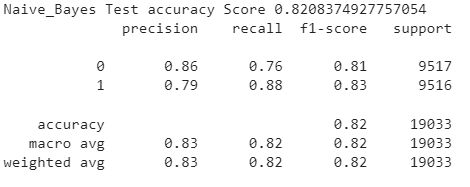 Naive_Bayes Test accuracy Score 0.8208374927757054
precision recall f1-score support
0 0.86 0.76 0.81 9517
1 0.79 0.88 0.83 9516
accuracy 0.82 19033
macro avg 0.83 0.82 0.82 19033
weighted avg 0.83 0.82 0.82 19033